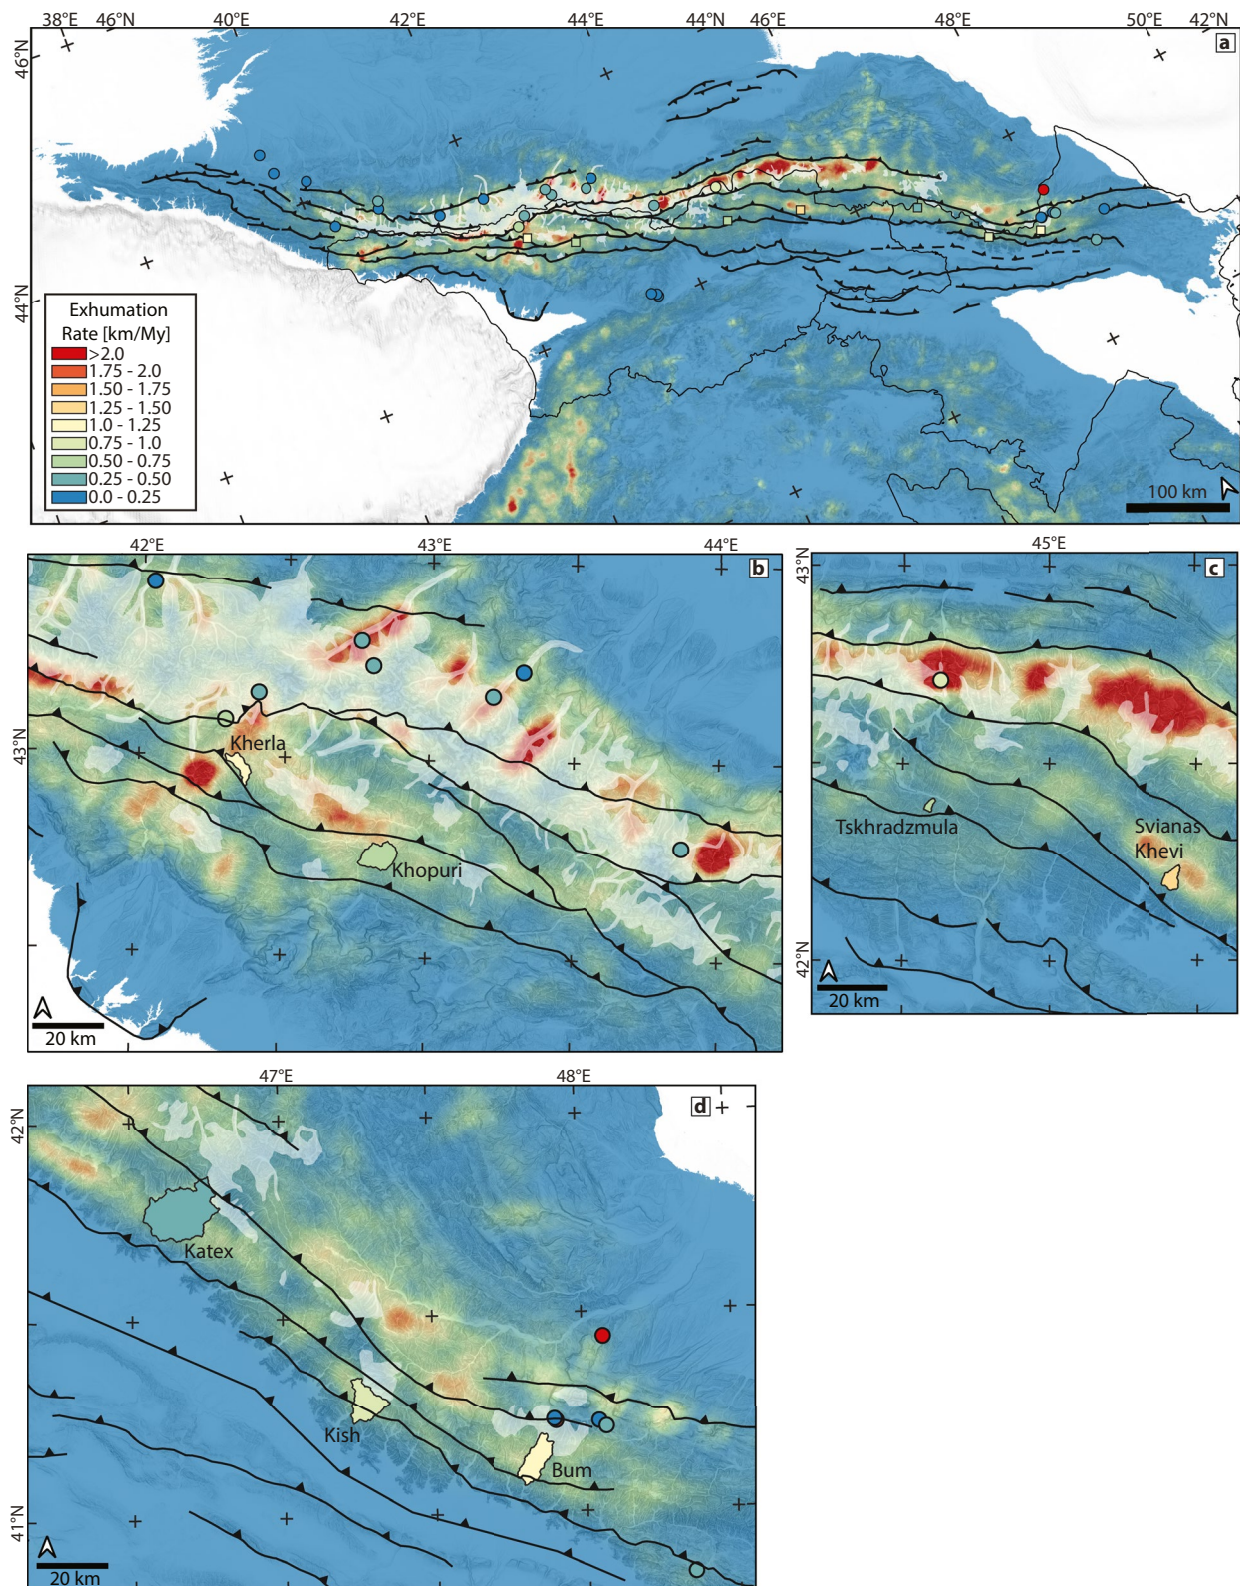 38°E 46°N 40°E 42°E 44°E 44°N 46°E 48°E 50°E 42°N
46°N
a
44°N
Exhumation
Rate [km/My]
>2.0
1.75 - 2.0
1.50 - 1.75
1.25 - 1.50
1.0 - 1.25
0.75 - 1.0
0.50 - 0.75
0.25 - 0.50
0.0 - 0.25
100 km
42°E 43°E 44°E
b
43°N
Kherla
Khopuri
20 km
45°E
c
43°N
Tskhradzmula
Svianas
Khevi
42°N
20 km
47°E 48°E
d
42°N
Katex
Kish
Bum
41°N
20 km